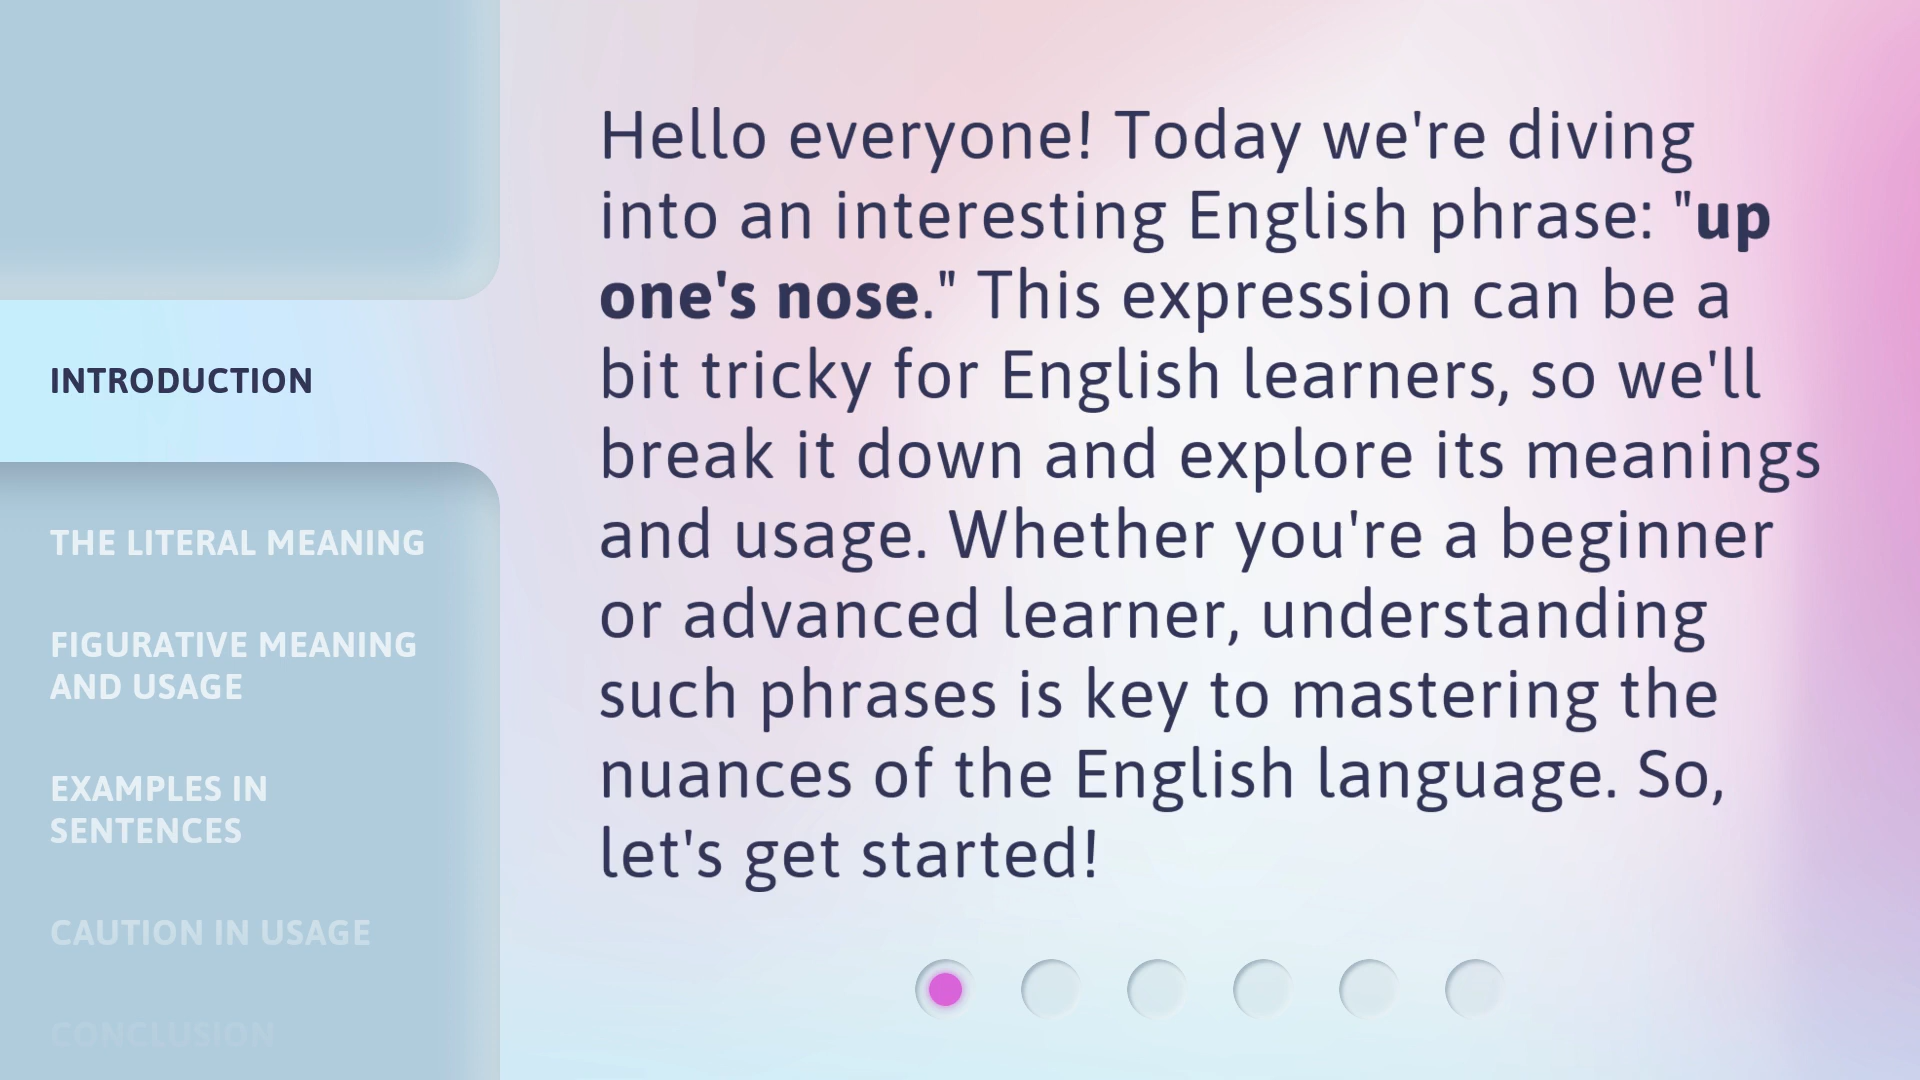 INTRODUCTION
THE LITERAL MEANING
FIGURATIVE MEANING
AND USAGE
EXAMPLES IN
SENTENCES
CAUTION IN USAGE
CONCLUSION
Hello everyone! Today we're diving
into an interesting English phrase: "up
one's nose." This expression can be a
bit tricky for English learners, so we'll
break it down and explore its meanings
and usage. Whether you're a beginner
or advanced learner, understanding
such phrases is key to mastering the
nuances of the English language. So,
let's get started!